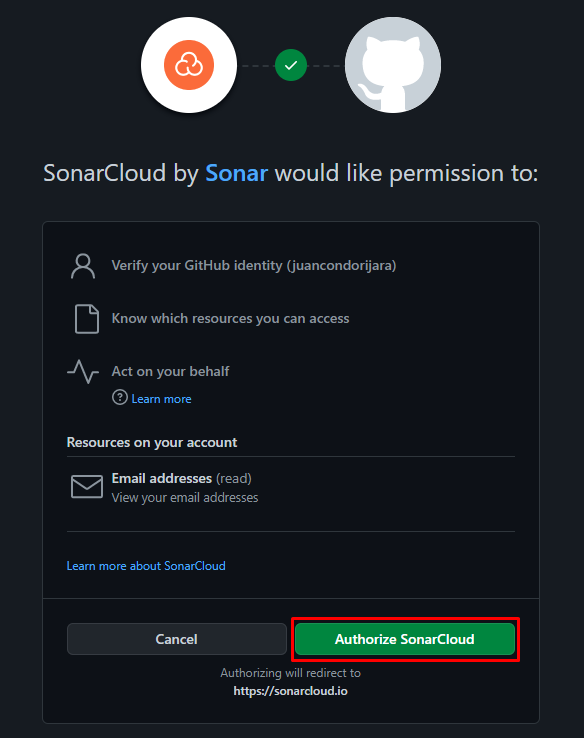 SonarCloud by Sonar would like permission to:
Verify your GitHub identity (juancondorijara)
Know which resources you can access
Act on your behalf
Learn more
Resources on your account
Email addresses (read)
View your email addresses
Learn more about SonarCloud
Cancel
Authorize SonarCloud
Authorizing will redirect to
https://sonarcloud.io